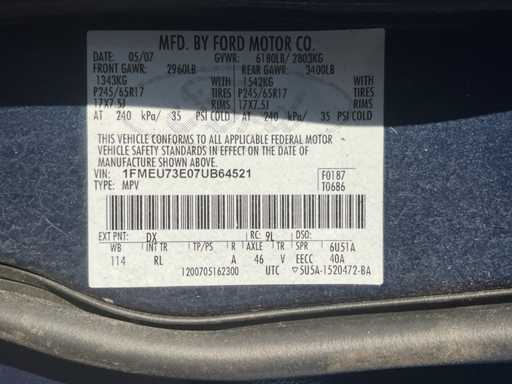 MFD. BY FORD MOTOR CO.
05/07 GVWR: 6180LB/ 2803KG
FRONT GAWR: 2960LB REAR GAWR: 3400LB
1343KG WITH 1542KG WITH
P245/65R17 TIRES P245/65R17 TIRES
17X7.5J RIMS 17X7.5J RIMS
AT 240 kPa/ 35 PSI COLD AT 240 kPa/ 35 PSI COLD
THIS VEHICLE CONFORMS TO ALL APPLICABLE FEDERAL MOTOR
VEHICLE SAFETY STANDARDS IN EFFECT ON THE DATE OF
MANUFACTURE SHOWN ABOVE.
VIN: 1FMEU73E07UB64521 F0187
TYPE: MPV T0686
EXT PNT: DX RC: 9L DSO:
WB BRK INT TR TP/PS R AXLE TR SPR 6U51A
114 RL A 46 V EECC 40A
1200705162300 UTC 5U5A-1520472-BA